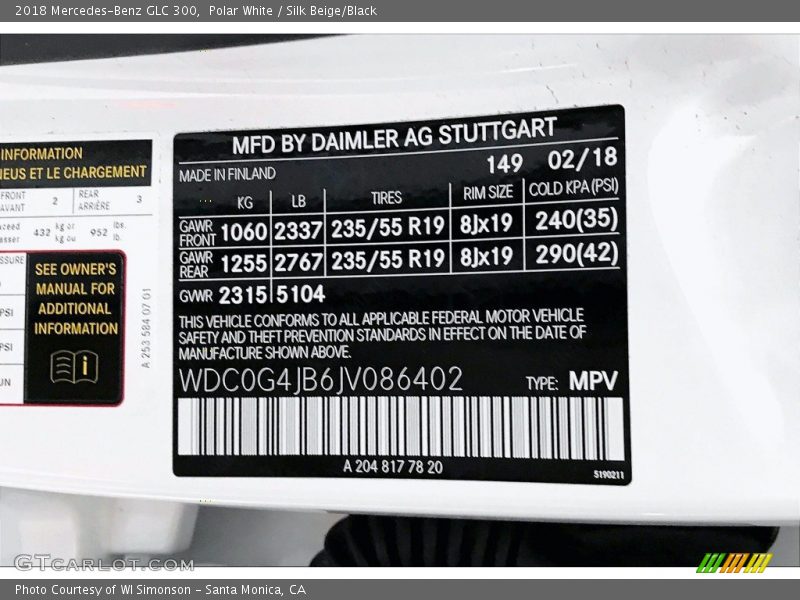 2018 Mercedes-Benz GLC 300, Polar White / Silk Beige/Black
INFORMATION
NEUS ET LE CHARGEMENT
FRONT 2 REAR 3
AVANT ARRIÈRE
432 kg or 952 lbs.
kg ou lb.
SEE OWNER'S
MANUAL FOR
ADDITIONAL
INFORMATION
PSI
PSI
A 253 584 07 01
MFD BY DAIMLER AG STUTTGART
149 02/18
MADE IN FINLAND
KG LB TIRES RIM SIZE COLD KPA (PSI)
GAWR FRONT 1060 2337 235/55 R19 8Jx19 240(35)
GAWR REAR 1255 2767 235/55 R19 8Jx19 290(42)
GVWR 2315 5104
THIS VEHICLE CONFORMS TO ALL APPLICABLE FEDERAL MOTOR VEHICLE
SAFETY AND THEFT PREVENTION STANDARDS IN EFFECT ON THE DATE OF
MANUFACTURE SHOWN ABOVE.
WDC0G4JB6JV086402 TYPE: MPV
A 204 817 78 20
5190211
GTcarlot.com
Photo Courtesy of WI Simonson - Santa Monica, CA